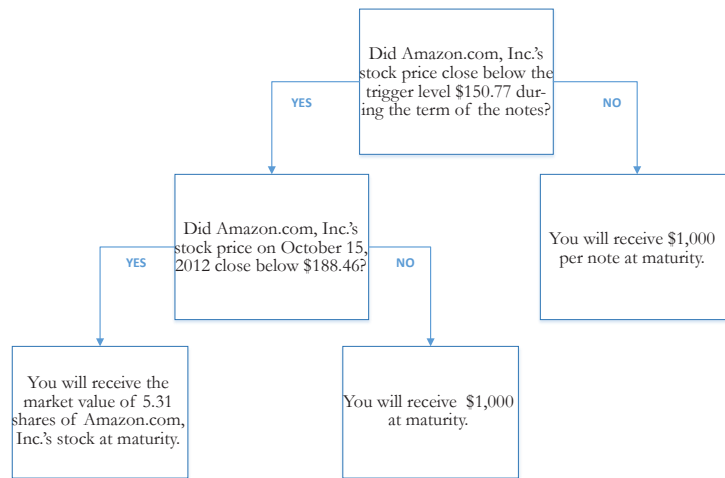 Did Amazon.com, Inc.'s
stock price close below the
trigger level $150.77 dur-
ing the term of the notes?
YES
NO
Did Amazon.com, Inc.'s
stock price on October 15,
2012 close below $188.46?
You will receive $1,000
per note at maturity.
YES
NO
You will receive the
market value of 5.31
shares of Amazon.com,
Inc.'s stock at maturity.
You will receive $1,000
at maturity.